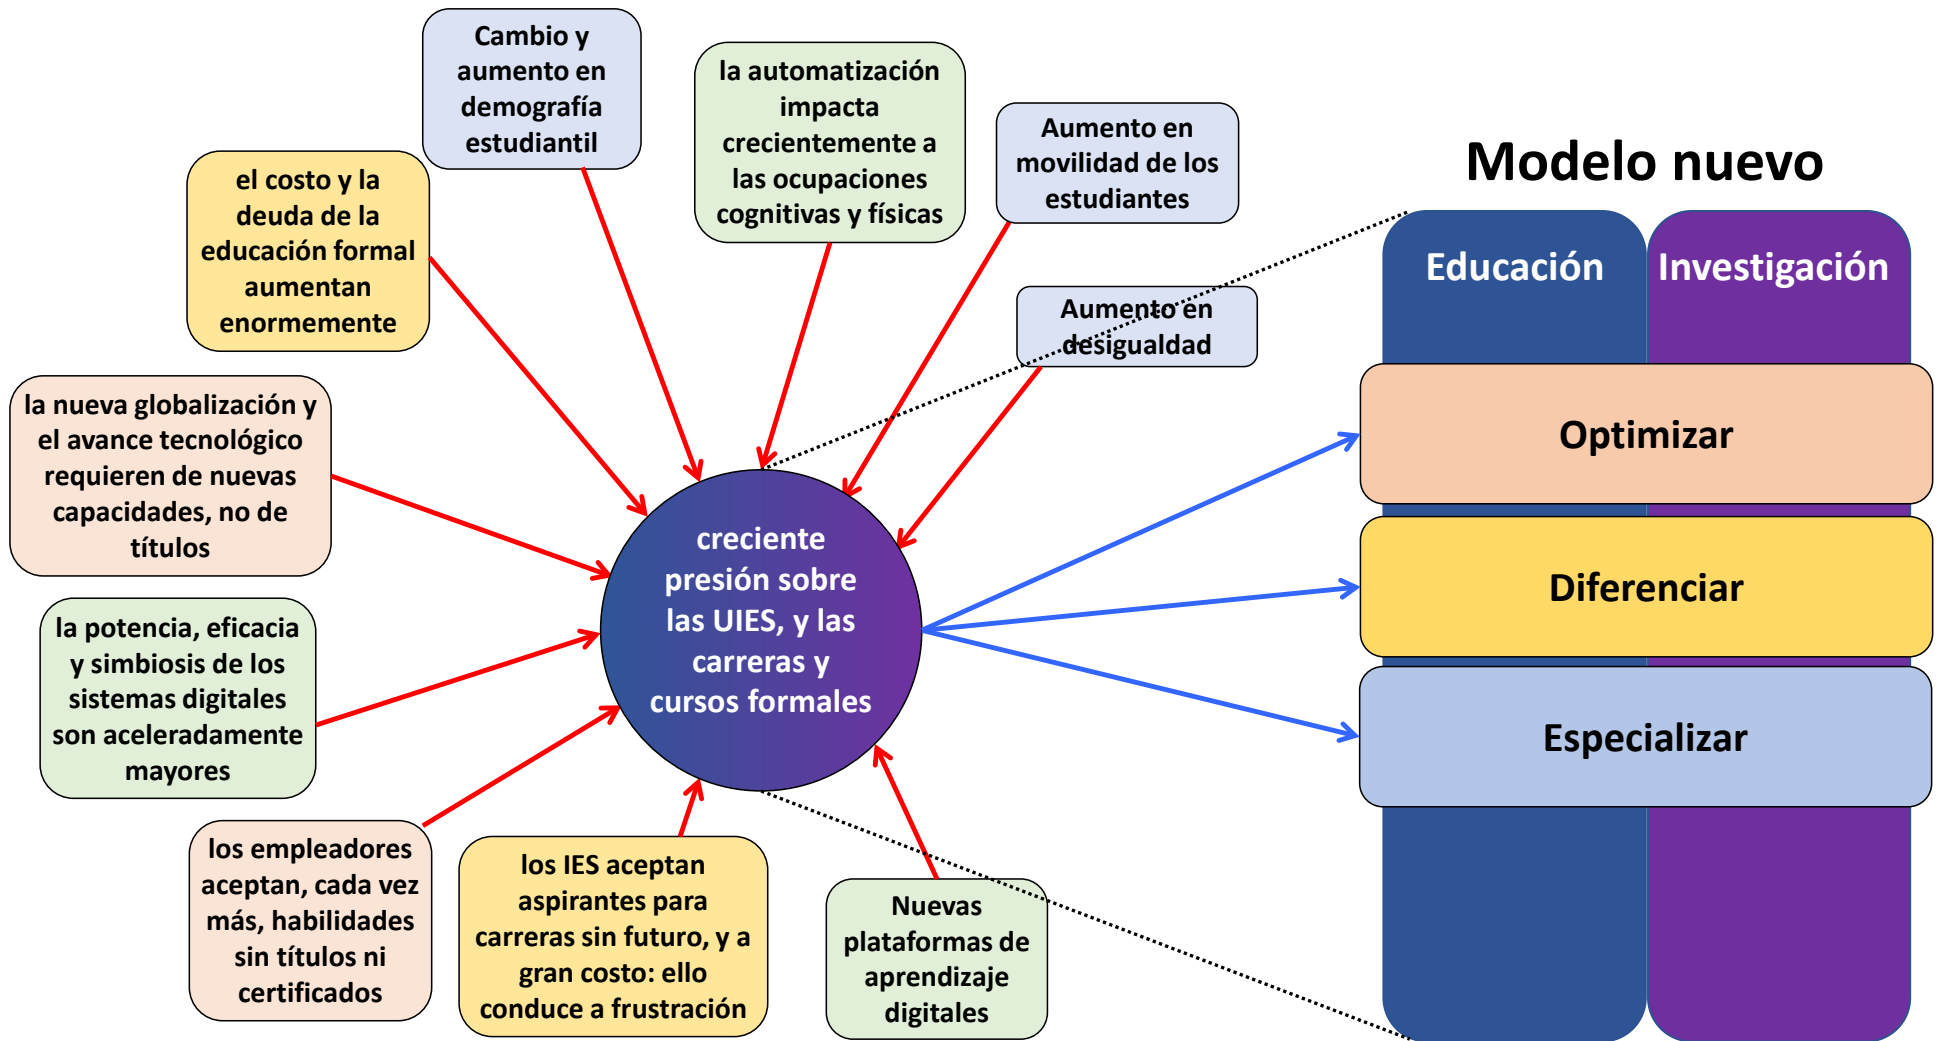 Cambio y
aumento en
demografía
estudiantil
la automatización
impacta
crecientemente a
las ocupaciones
cognitivas y físicas
Aumento en
movilidad de los
estudiantes
Aumento en
desigualdad
el costo y la
deuda de la
educación formal
aumentan
enormemente
la nueva globalización y
el avance tecnológico
requieren de nuevas
capacidades, no de
títulos
la potencia, eficacia
y simbiosis de los
sistemas digitales
son aceleradamente
mayores
los empleadores
aceptan, cada vez
más, habilidades
sin títulos ni
certificados
los IES aceptan
aspirantes para
carreras sin futuro, y a
gran costo: ello
conduce a frustración
Nuevas
plataformas de
aprendizaje
digitales
creciente
presión sobre
las UIES, y las
carreras y
cursos formales
Modelo nuevo
Educación
Investigación
Optimizar
Diferenciar
Especializar